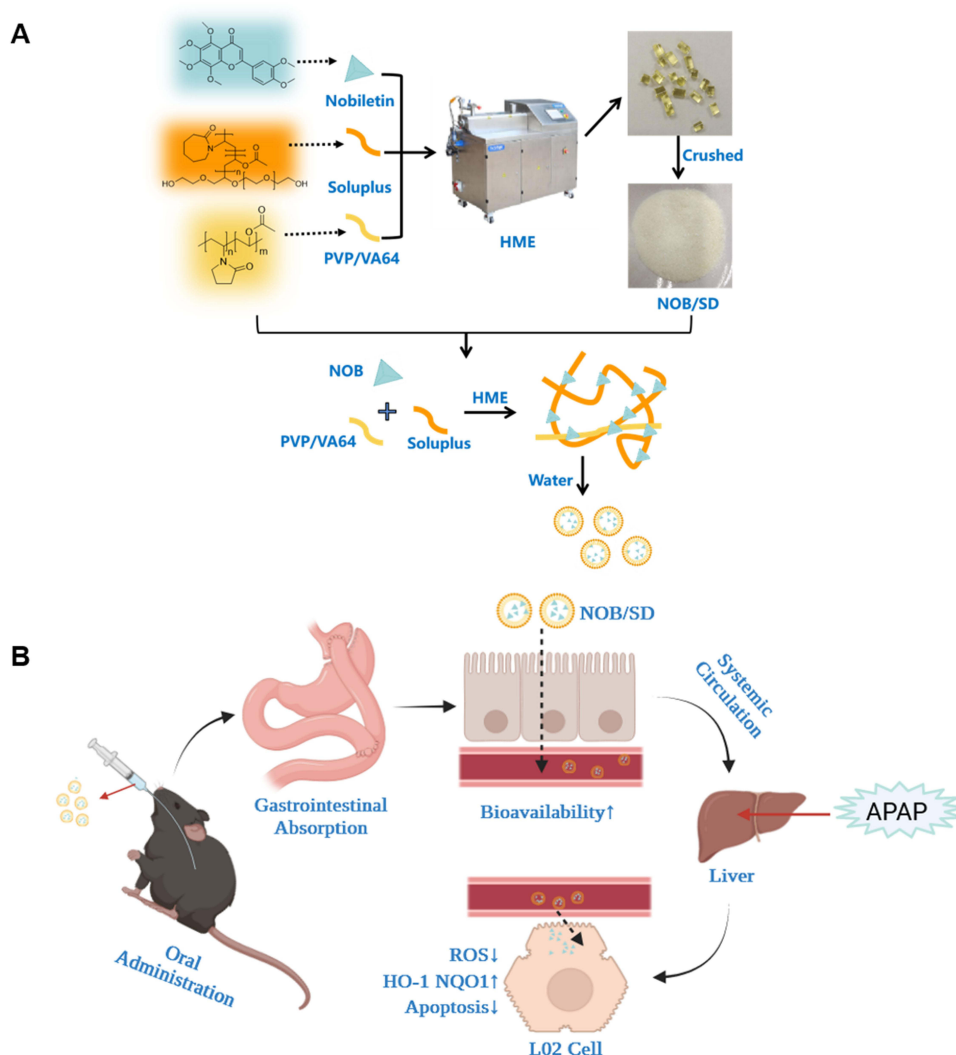 A
Nobiletin
Soluplus
PVP/VA64
HME
Crushed
NOB/SD
NOB
PVP/VA64
Soluplus
HME
Water
B
NOB/SD
Gastrointestinal
Absorption
Bioavailability↑
Systemic
Circulation
APAP
Liver
Oral
Administration
ROS↓
HO-1 NQO1↑
Apoptosis↓
L02 Cell